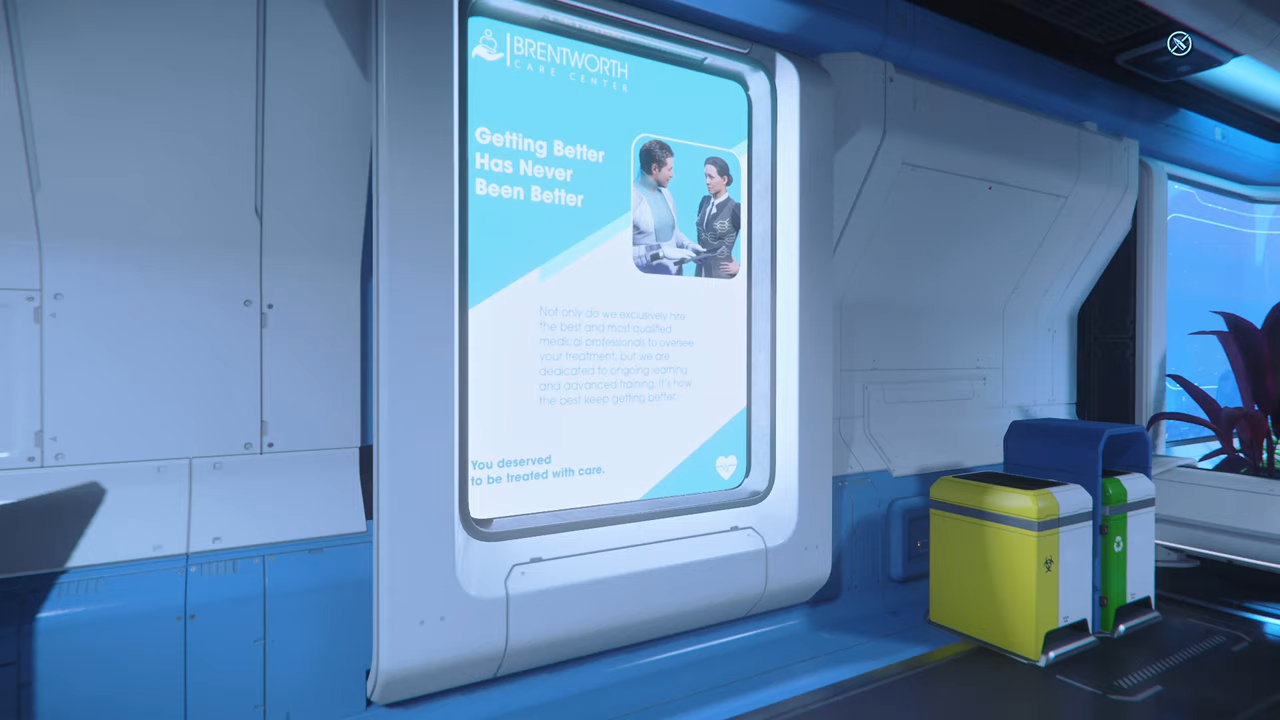 BRENTWORTH
CARE CENTER
Getting Better
Has Never
Been Better
Not only do we exclusively hire
the best and most qualified
medical professionals to oversee
your treatment, but we are
dedicated to ongoing learning
and advanced training. It's how
the best keep getting better.
You deserved
to be treated with care.